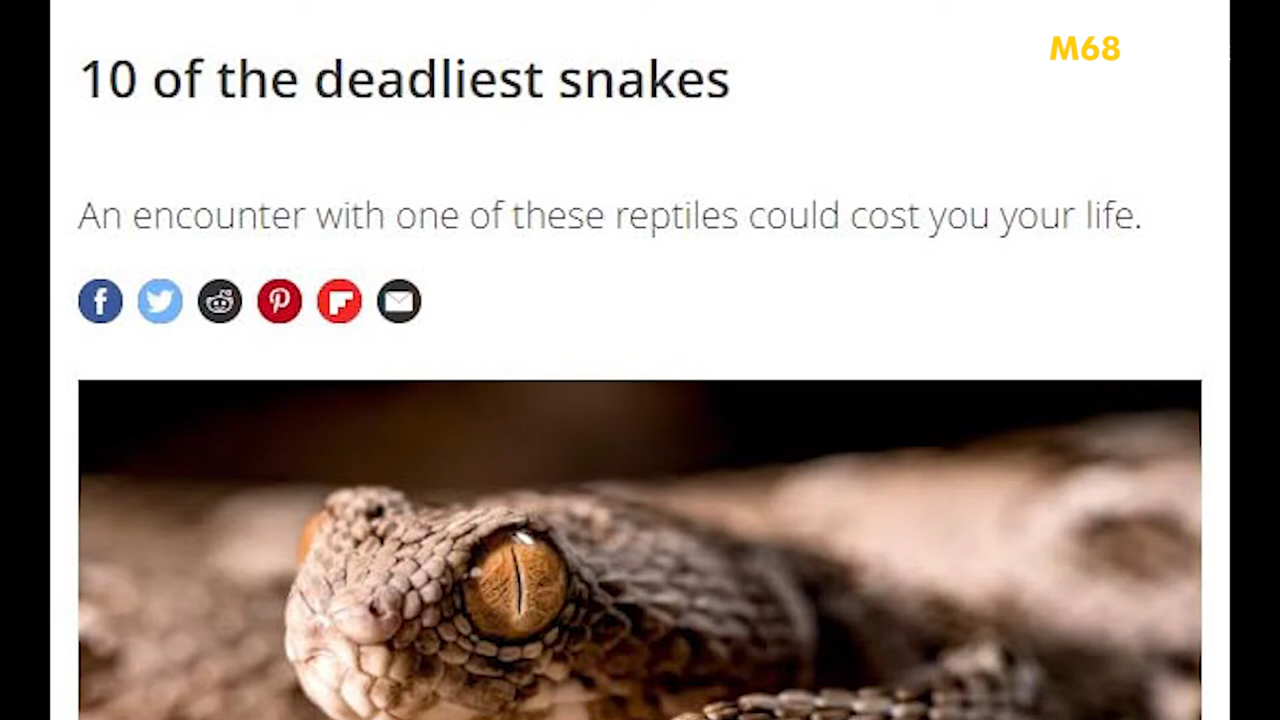 M68
10 of the deadliest snakes
An encounter with one of these reptiles could cost you your life.